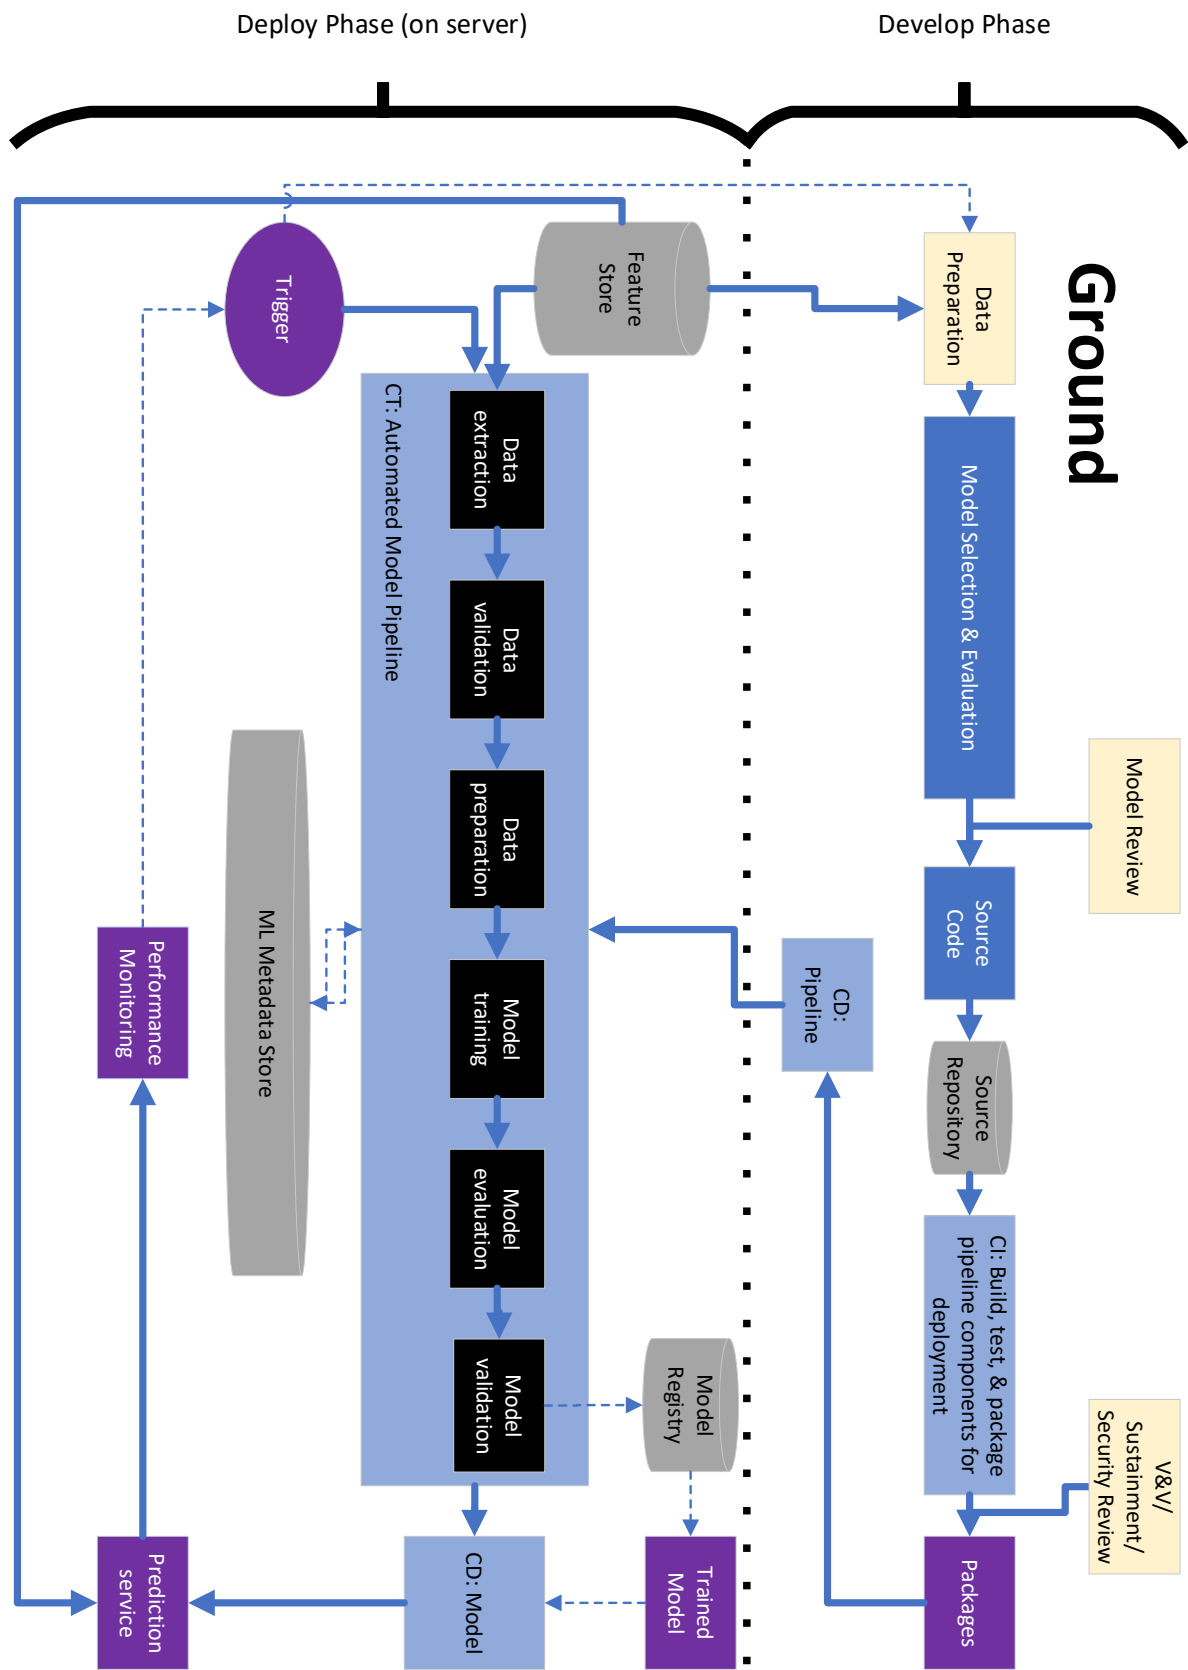 Deploy Phase (on server)
Develop Phase
Ground
Data
Preparation
Model Selection & Evaluation
Model Review
Source
Code
Source
Repository
CI: Build, test, & package
pipeline components for
deployment
V&V/
Sustainment/
Security Review
Packages
CD:
Pipeline
Feature
Store
Trigger
CT: Automated Model Pipeline
Data
extraction
Data
validation
Data
preparation
Model
training
Model
evaluation
Model
validation
Model
Registry
Trained
Model
CD: Model
ML Metadata Store
Performance
Monitoring
Prediction
service